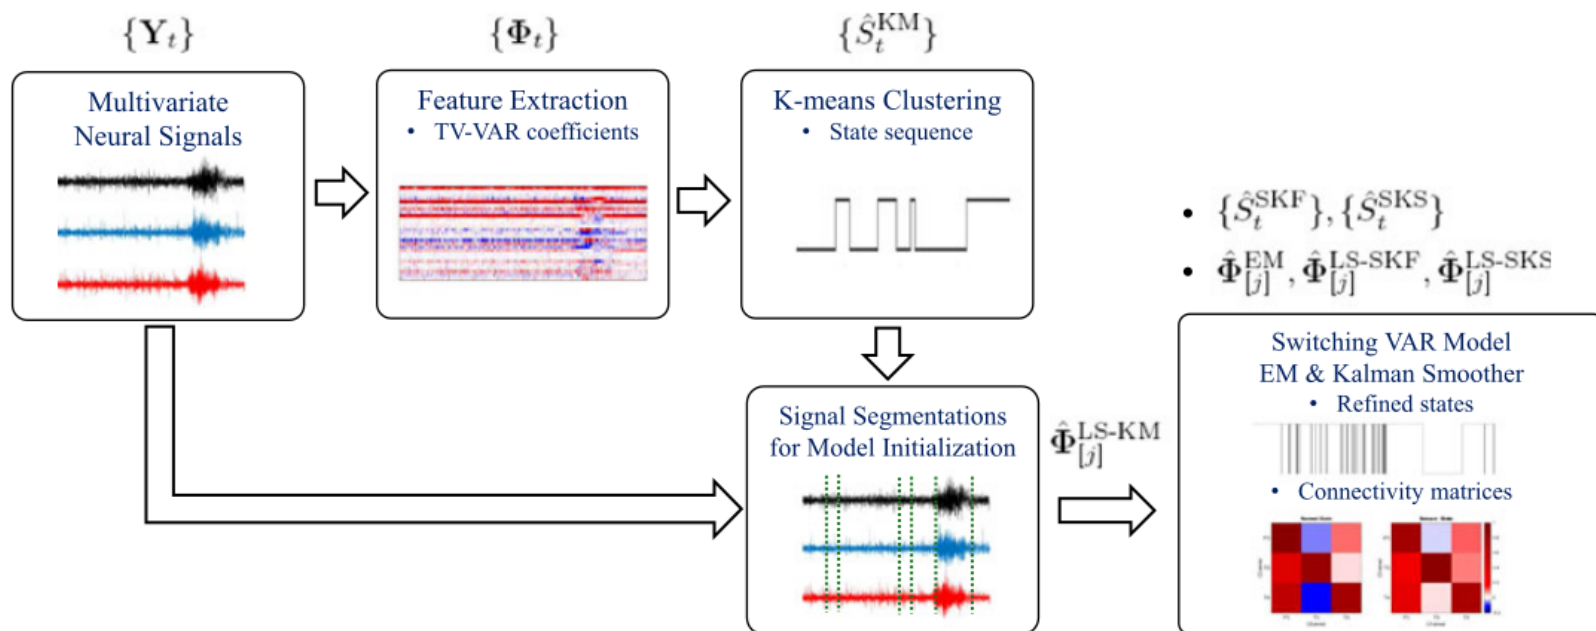 {Y_t}
{Φ_t}
{Ŝ_t^KM}
Multivariate
Neural Signals
Feature Extraction
• TV-VAR coefficients
K-means Clustering
• State sequence
Signal Segmentations
for Model Initialization
Φ̂_[j]^LS-KM
• {Ŝ_t^SKF}, {Ŝ_t^SKS}
• Φ̂_[j]^EM, Φ̂_[j]^LS-SKF, Φ̂_[j]^LS-SKS
Switching VAR Model
EM & Kalman Smoother
• Refined states
• Connectivity matrices